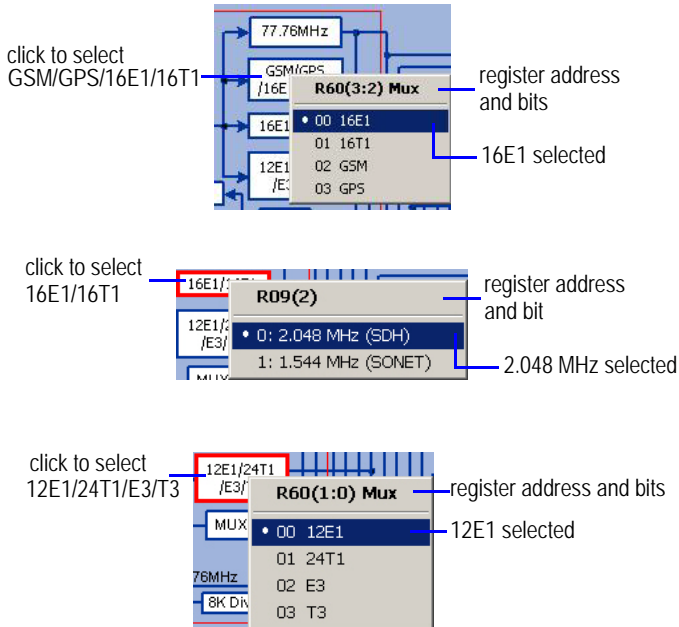 77.76MHz
click to select
GSM/GPS/16E1/16T1
GSM/GPS
/16E
R60(3:2) Mux
register address
and bits
16E1
• 00 16E1
01 16T1
02 GSM
03 GPS
16E1 selected
12E1
click to select
16E1/16T1
R09(2)
register address
and bit
12E1/2
/E3/
• 0: 2.048 MHz (SDH)
1: 1.544 MHz (SONET)
2.048 MHz selected
MUX
click to select
12E1/24T1/E3/T3
12E1/24T1
/E3/
R60(1:0) Mux
register address and bits
MUX
• 00 12E1
01 24T1
02 E3
03 T3
12E1 selected
76MHz
8K Div